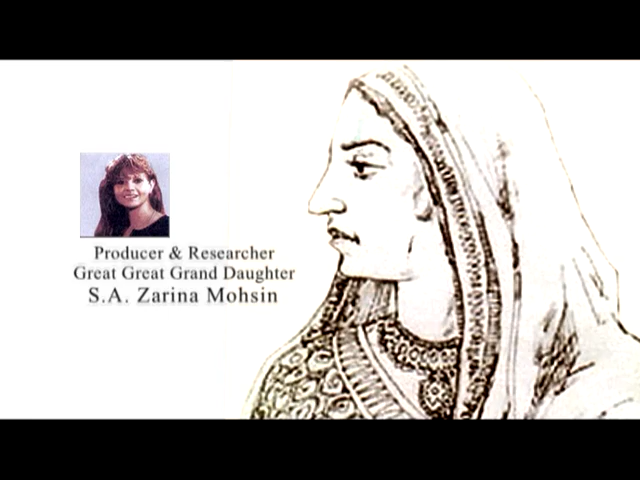 Producer & Researcher
Great Great Grand Daughter
S.A. Zarina Mohsin